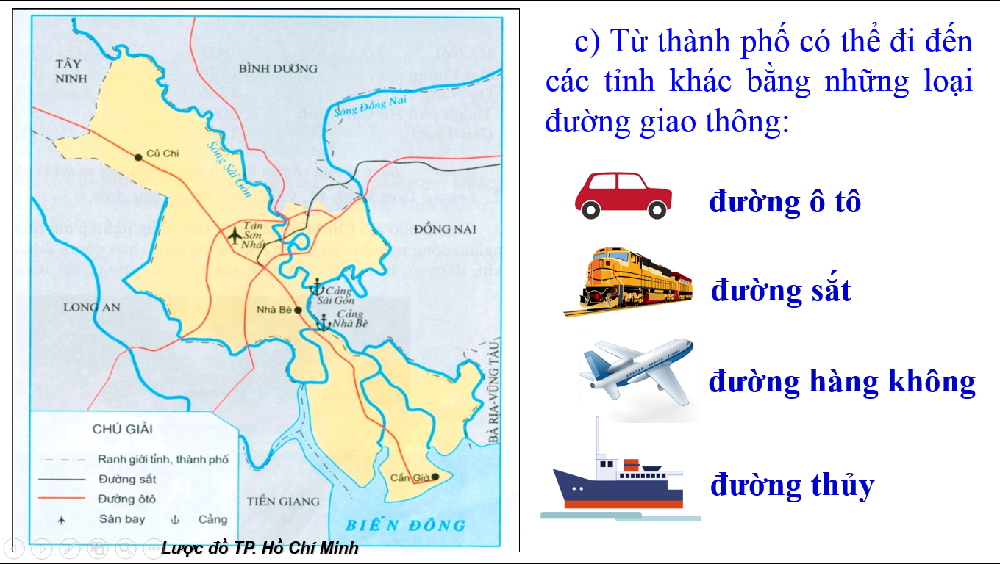 TÂY
NINH
BÌNH DƯƠNG
Sông Đồng Nai
Củ Chi
Sông Sài Gòn
Tân
Sơn
Nhất
ĐỒNG NAI
Cảng
Sài Gòn
LONG AN
Nhà Bè
Cảng
Nhà Bè
BÀ RỊA-VŨNG TÀU
CHÚ GIẢI
Ranh giới tỉnh, thành phố
Đường sắt
Đường ôtô
Sân bay
Cảng
Cần Giờ
TIỀN GIANG
BIỂN ĐÔNG
Lược đồ TP. Hồ Chí Minh
c) Từ thành phố có thể đi đến
các tỉnh khác bằng những loại
đường giao thông:
đường ô tô
đường sắt
đường hàng không
đường thủy